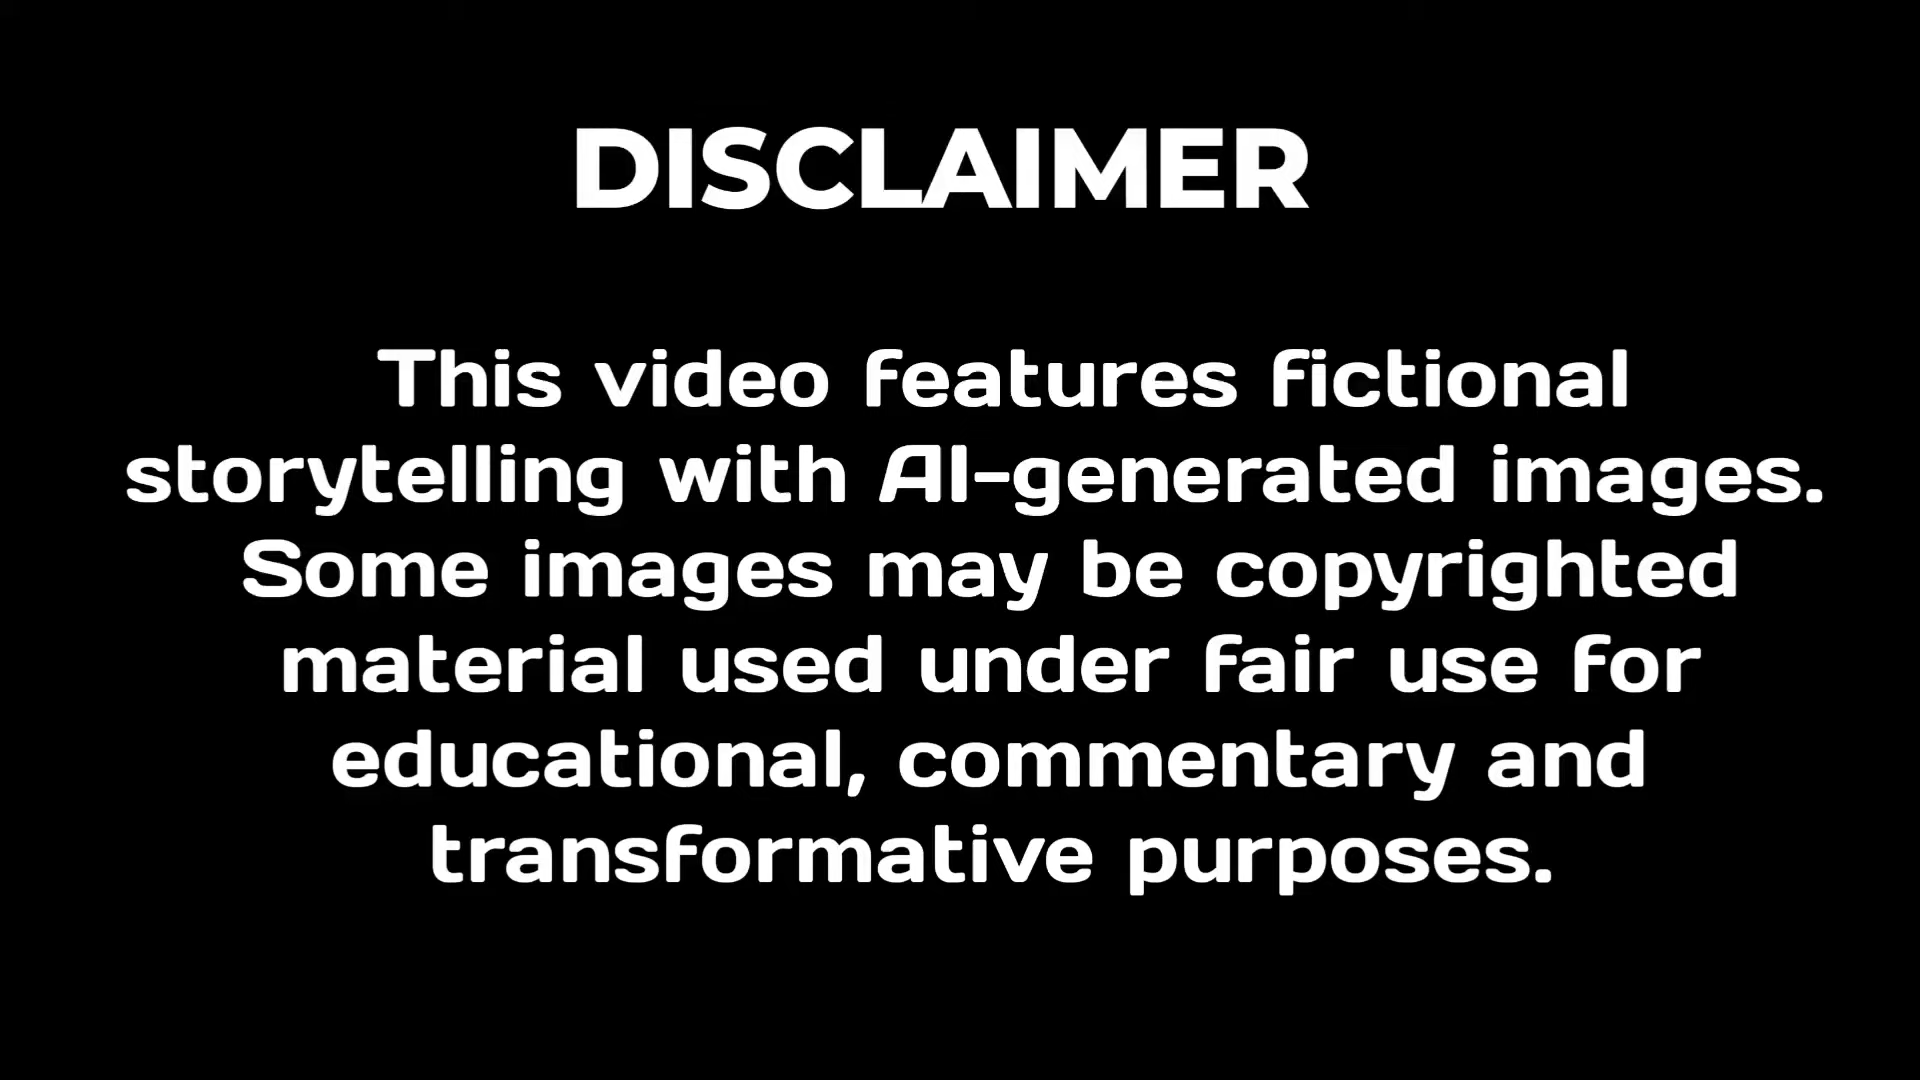 DISCLAIMER
This video features fictional
storytelling with AI-generated images.
Some images may be copyrighted
material used under fair use for
educational, commentary and
transformative purposes.